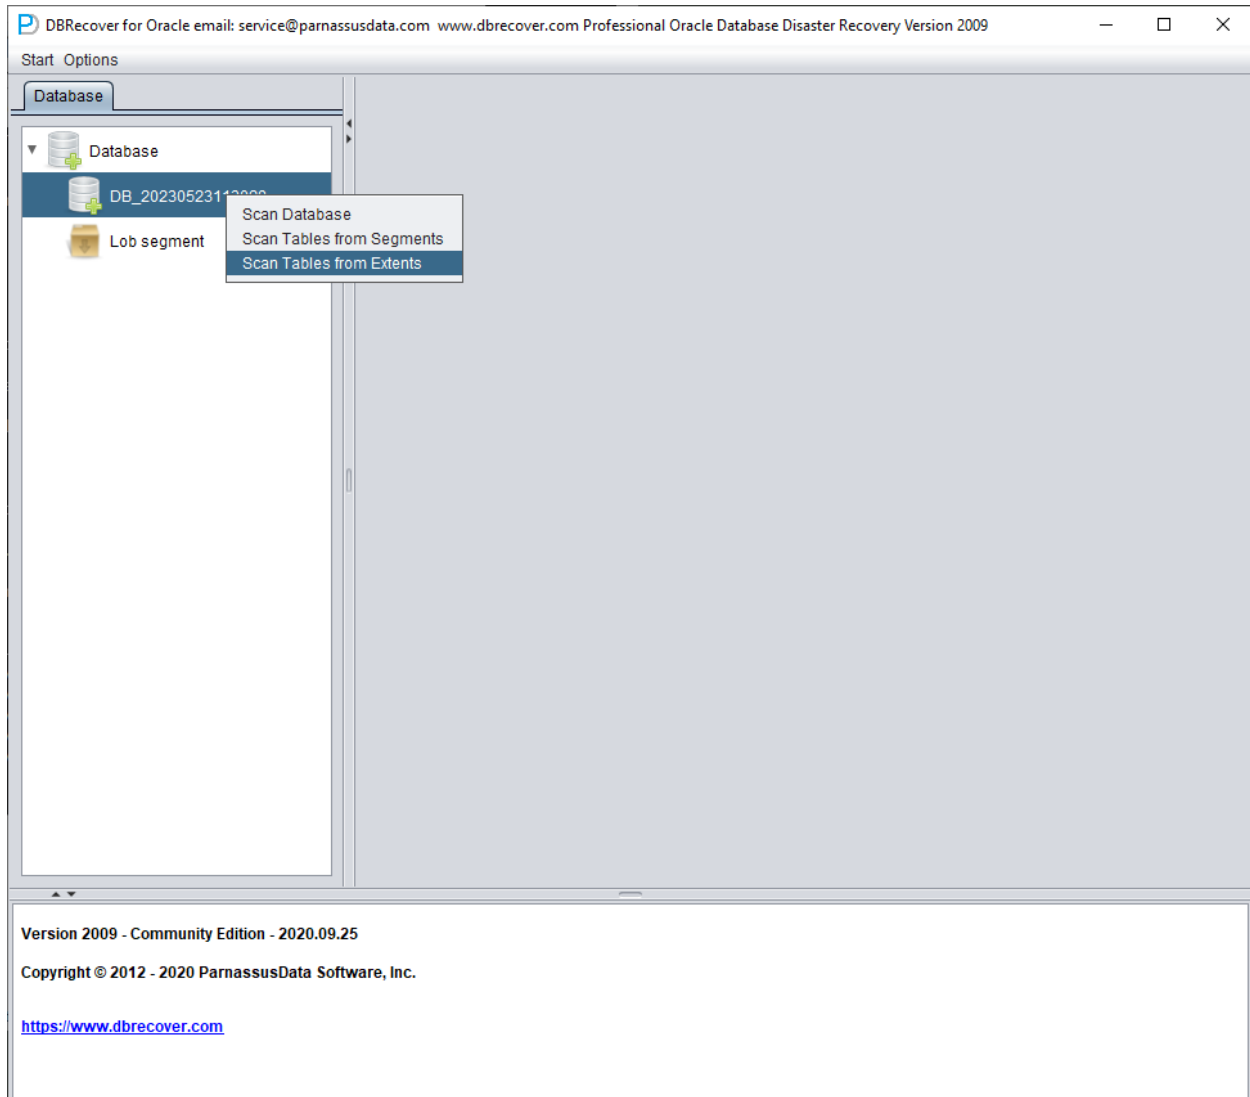 DBRecover for Oracle email: service@parnassusdata.com www.dbrecover.com Professional Oracle Database Disaster Recovery Version 2009
Start Options
Database
Database
Scan Database
Scan Tables from Segments
Lob segment
Scan Tables from Extents
Version 2009 - Community Edition - 2020.09.25
Copyright © 2012 - 2020 ParnassusData Software, Inc.
https://www.dbrecover.com